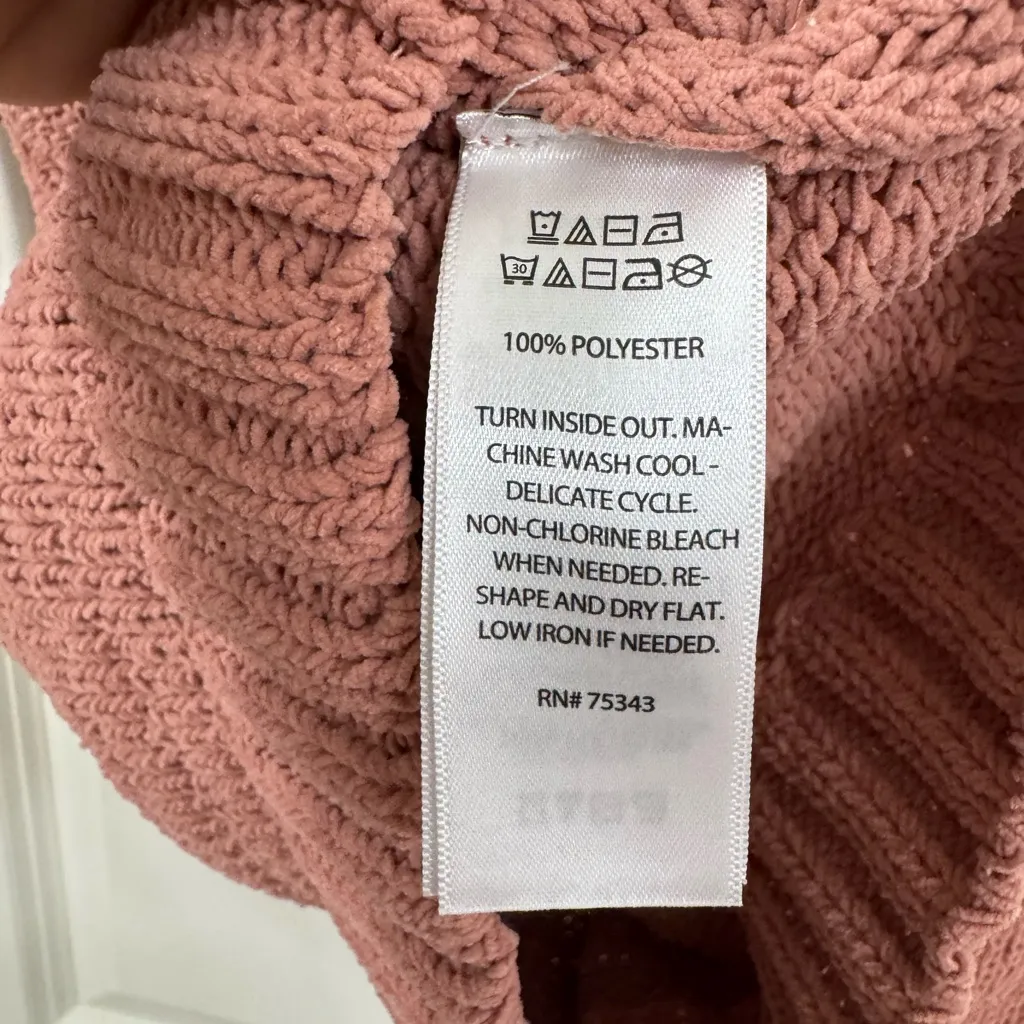 30
100% POLYESTER
TURN INSIDE OUT. MA-
CHINE WASH COOL -
DELICATE CYCLE.
NON-CHLORINE BLEACH
WHEN NEEDED. RE-
SHAPE AND DRY FLAT.
LOW IRON IF NEEDED.
RN# 75343